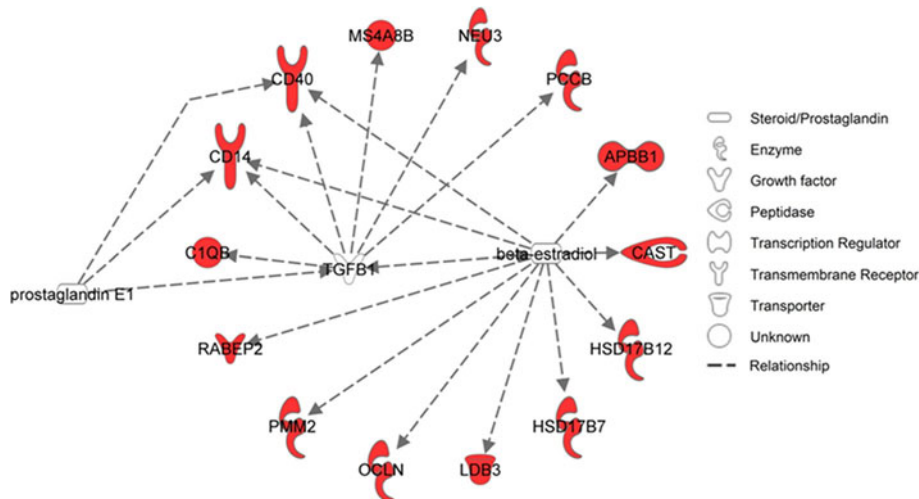 MS4A8B
NEU3
CD40
PCCB
CD14
APBB1
C1QB
TGFB1
beta-estradiol
CAST
prostaglandin E1
RABEP2
HSD17B12
PMM2
HSD17B7
OCLN
LDB3
Steroid/Prostaglandin
Enzyme
Growth factor
Peptidase
Transcription Regulator
Transmembrane Receptor
Transporter
Unknown
Relationship